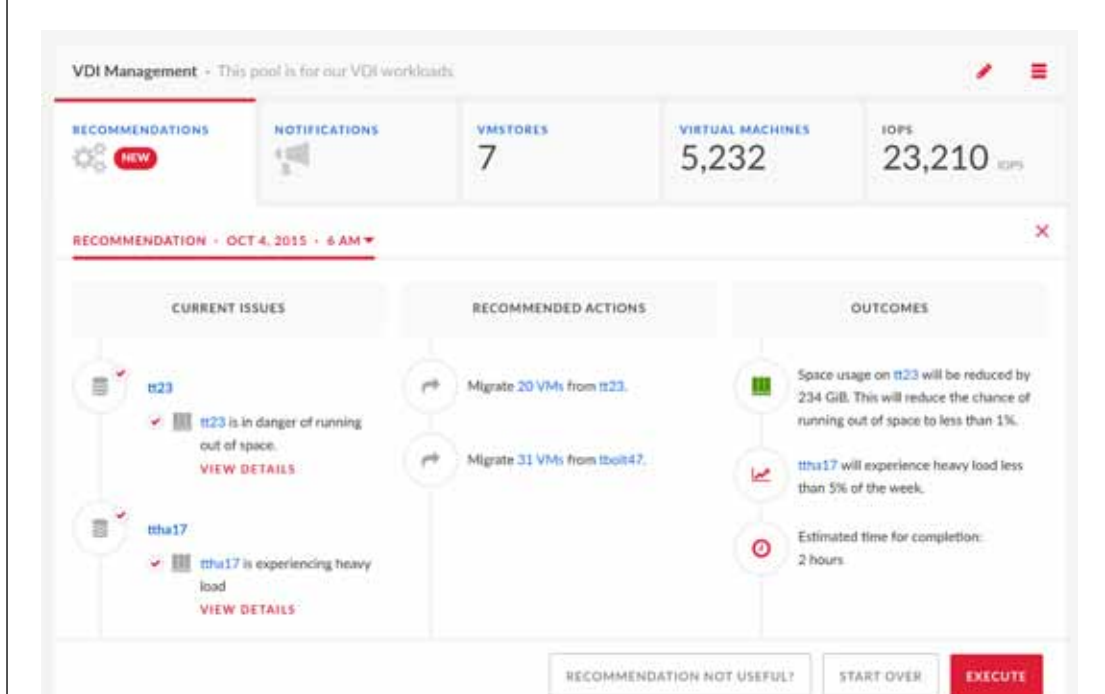 VDI Management - This pool is for our VDI workloads
RECOMMENDATIONS
NEW
NOTIFICATIONS
VMSTORES
7
VIRTUAL MACHINES
5,232
IOPS
23,210 IOPS
RECOMMENDATION · OCT 4, 2015 · 6 AM
CURRENT ISSUES
tt23
tt23 is in danger of running
out of space.
VIEW DETAILS
ttha17
ttha17 is experiencing heavy
load
VIEW DETAILS
RECOMMENDED ACTIONS
Migrate 20 VMs from tt23.
Migrate 31 VMs from tbolt47.
OUTCOMES
Space usage on tt23 will be reduced by
234 GiB. This will reduce the chance of
running out of space to less than 1%.
ttha17 will experience heavy load less
than 5% of the week.
Estimated time for completion:
2 hours
RECOMMENDATION NOT USEFUL?
START OVER
EXECUTE